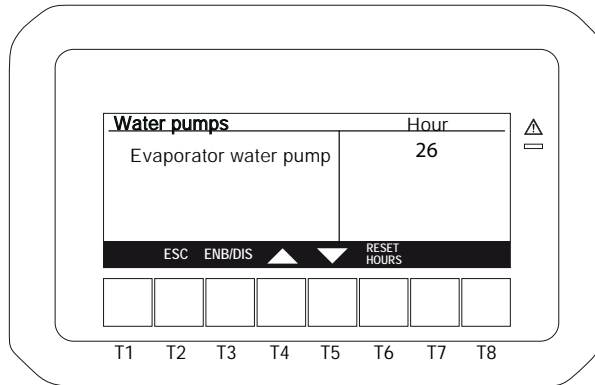 Water pumps Hour
Evaporator water pump 26
ESC ENB/DIS RESET HOURS
T1 T2 T3 T4 T5 T6 T7 T8